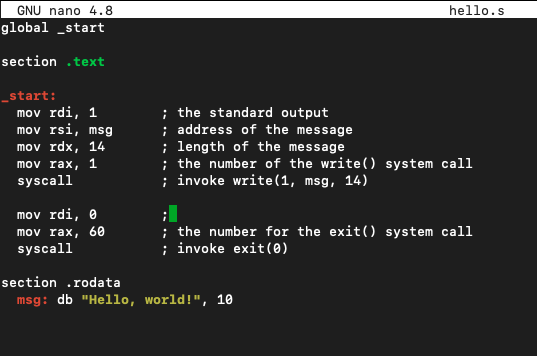 GNU nano 4.8 hello.s
global _start
section .text
_start:
mov rdi, 1 ; the standard output
mov rsi, msg ; address of the message
mov rdx, 14 ; length of the message
mov rax, 1 ; the number of the write() system call
syscall ; invoke write(1, msg, 14)
mov rdi, 0 ;
mov rax, 60 ; the number for the exit() system call
syscall ; invoke exit(0)
section .rodata
msg: db "Hello, world!", 10